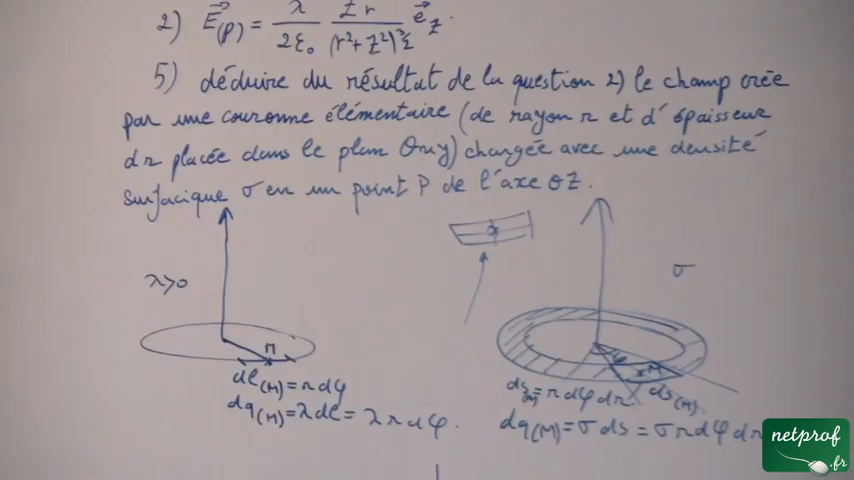 2) E⃗(P) = λ/2ε₀ zr/(r²+z²)^3/2 e⃗z.
5) déduire du résultat de la question 2) le champ crée
par une couronne élémentaire (de rayon r et d'épaisseur
dr placée dans le plan Oxy) chargée avec une densité
surfacique σ en un point P de l'axe OZ.
λ>0
σ
M
φ
M
dl(M) = r dφ
ds(M) = r dφ dr
ds(M)
dq(M) = λ dl = λ r dφ.
dq(M) = σ ds = σ r dφ dr
netprof
.fr